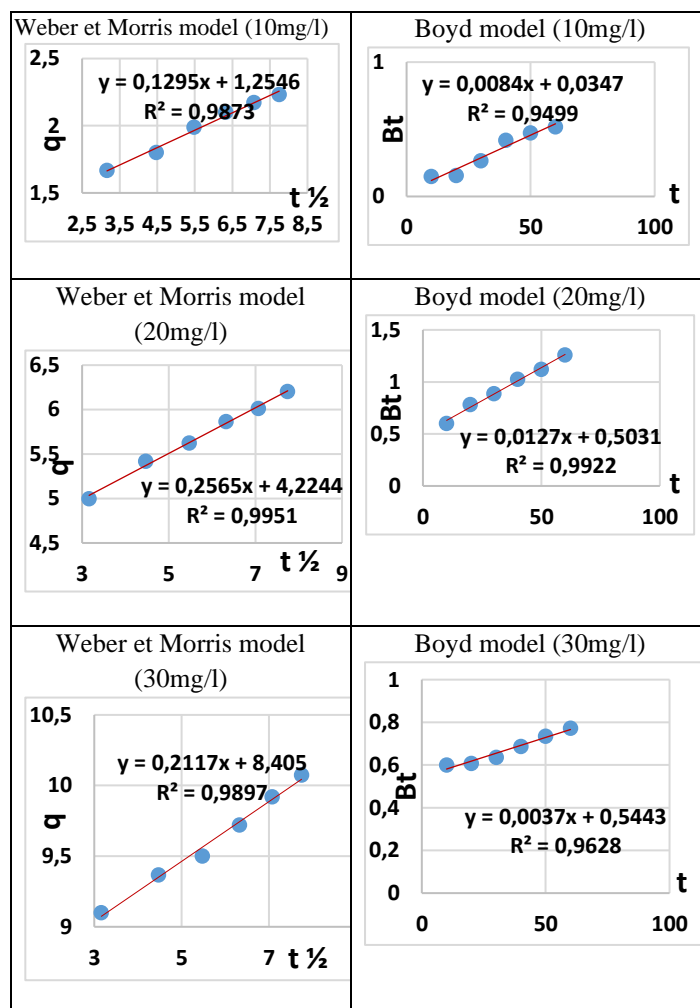 Weber et Morris model (10mg/l)
2,5
y = 0,1295x + 1,2546
R² = 0,9873
q
2
1,5
t ½
2,5 3,5 4,5 5,5 6,5 7,5 8,5
Boyd model (10mg/l)
1
y = 0,0084x + 0,0347
R² = 0,9499
Bt
0
t
0 50 100
Weber et Morris model
(20mg/l)
6,5
6
q
5,5
y = 0,2565x + 4,2244
5
R² = 0,9951
4,5
t ½
3 5 7 9
Boyd model (20mg/l)
1,5
1
Bt
0,5
y = 0,0127x + 0,5031
R² = 0,9922
0
t
0 50 100
Weber et Morris model
(30mg/l)
10,5
y = 0,2117x + 8,405
10
R² = 0,9897
q
9,5
9
3 5 7 t ½
Boyd model (30mg/l)
1
0,8
0,6
Bt
0,4
y = 0,0037x + 0,5443
0,2
R² = 0,9628
0
t
0 50 100